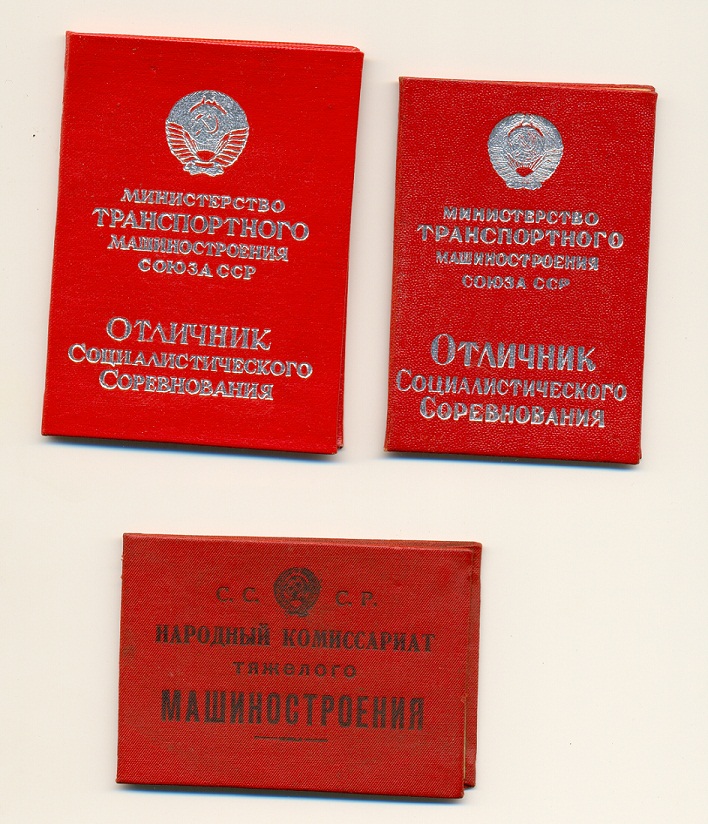 МИНИСТЕРСТВО
ТРАНСПОРТНОГО
МАШИНОСТРОЕНИЯ
СОЮЗА ССР
ОТЛИЧНИК
СОЦИАЛИСТИЧЕСКОГО
СОРЕВНОВАНИЯ
МИНИСТЕРСТВО
ТРАНСПОРТНОГО
МАШИНОСТРОЕНИЯ
СОЮЗА ССР
ОТЛИЧНИК
СОЦИАЛИСТИЧЕСКОГО
СОРЕВНОВАНИЯ
С. С. С. Р.
НАРОДНЫЙ КОМИССАРИАТ
ТЯЖЕЛОГО
МАШИНОСТРОЕНИЯ